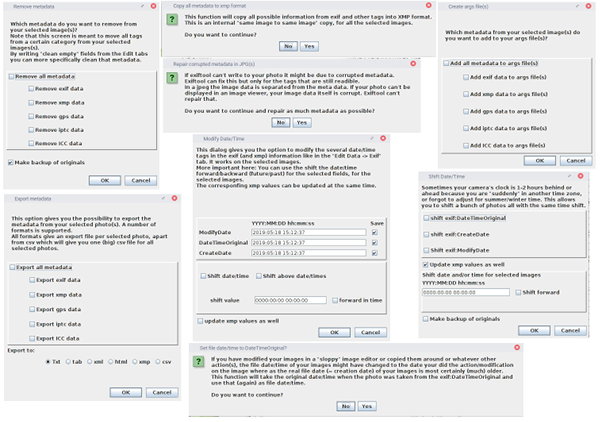 Remove metadata
Which metadata do you want to remove from
your selected image(s)?
Note that this screen is meant to move all tags
from a certain category from your selected
images(s).
By writing "clean empty" fields from the Edit tabs
you can more specifically clean that metadata.
Remove all metadata
Remove exif data
Remove xmp data
Remove gps data
Remove iptc data
Remove ICC data
Make backup of originals
OK
Cancel
Copy all metadata to xmp format
This function will copy all possible information from exif and other tags into XMP format.
This is an internal "same image to same image" copy, for all the selected images.
Do you want to continue?
No
Yes
Repair corrupted metadata in JPG(s)
If exiftool can't write to your photo it might be due to corrupted metadata.
Exiftool can fix this but only for the tags that are still readible.
In a jpeg the image data is separated from the meta data. If your photo can't be
displayed in an image viewer, your image data itself is corrupt. Exiftool can't
repair that.
Do you want to continue and repair as much metadata as possible?
No
Yes
Create args file(s)
Which metadata from your selected image(s) do
you want to add to your args file(s)?
Add all metadata to args file(s)
Add exif data to args file(s)
Add xmp data to args file(s)
Add gps data to args file(s)
Add iptc data to args file(s)
Add ICC data to args file(s)
OK
Cancel
Modify Date/Time
This dialog gives you the option to modify the several date/time
tags in the exif (and xmp) information like in the "Edit Data -> Exif"
tab. It works on the selected images.
More important here: You can use the shift the date/time
forward/backward (future/past) for the selected fields, for the
selected images.
The correponsing xmp values can be updated at the same time.
YYYY:MM:DD hh:mm:ss Save
ModifyDate 2019:05:18 15:12:37
DateTimeOriginal 2019:05:18 15:12:37
CreateDate 2019:05:18 15:12:37
Shift date/time Shift above date/times
shift value 0000:00:00 00:00:00 forward in time
update xmp values as well
OK
Cancel
Export metadata
This option gives you the possibility to export the
metadata from your selected photo(s). A number of
formats is supported.
All formats give an export file per selected photo, apart
from csv which will give you one (big) csv file for all
selected photos.
Export all metadata
Export exif data
Export xmp data
Export gps data
Export iptc data
Export ICC data
Export to:
Txt tab xml html xmp csv
OK
Cancel
Shift Date/Time
Sometimes your camera's clock is 1-2 hours behind or
ahead because you are "suddenly" in another time zone,
or forgot to adjust for summer/winter time. This allows
you to shift a bunch of photos all with the same time shift.
shift exif:DateTimeOriginal
shift exif:CreateDate
shift exif:ModifyDate
Update xmp values as well
Shift date and/or time for selected images
YYYY:MM:DD hh:mm:ss
0000:00:00 00:00:00 Shift forward
Make backup of originals
OK
Cancel
Set file date/time to DateTimeOriginal?
If you have modified your images in a "sloppy" image editor or copied them around or whatever other
action(s), the file date/time of your images might have changed to the date your did the action/modification
on the image where as the real file date (= creation date) of your images is most certainly (much) older.
This function will take the original date/time when the photo was taken from the exif:DateTimeOriginal and
use that (again) as file date/time.
Do you want to continue?
No
Yes